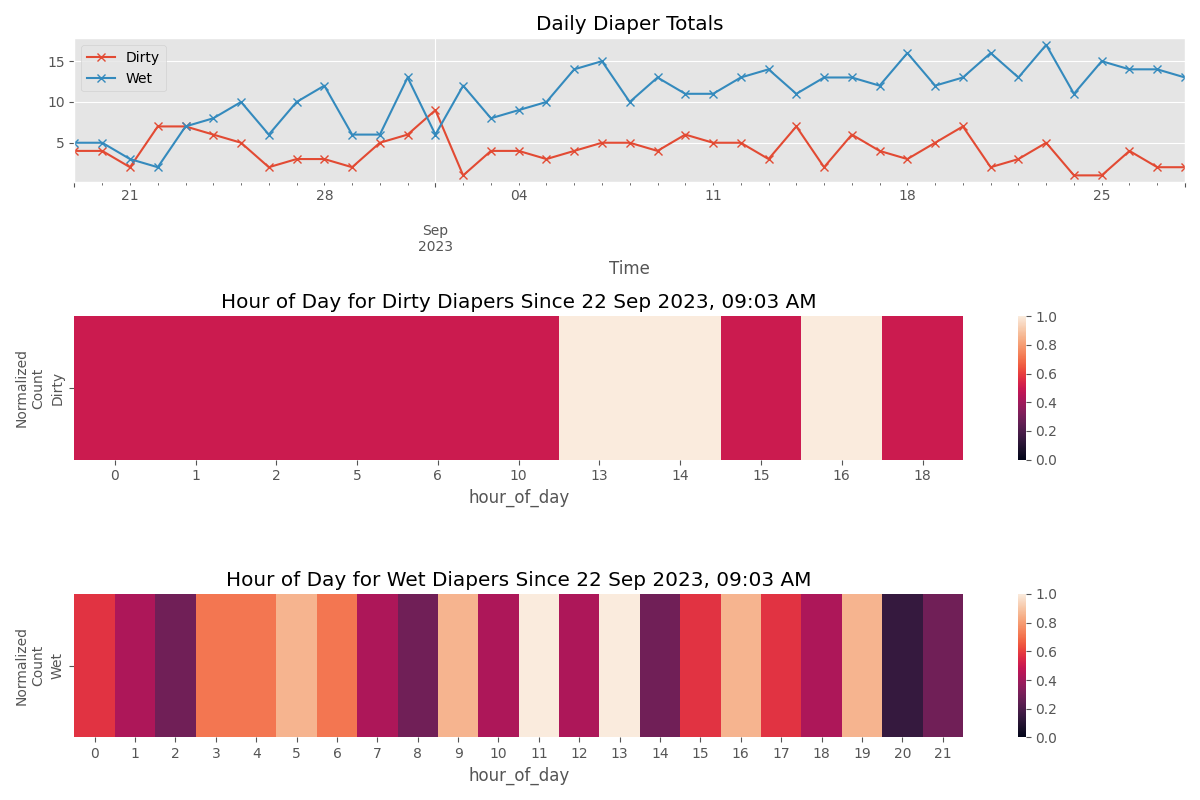 Daily Diaper Totals
Dirty
Wet
15
10
5
21 28 04 11 18 25
Sep
2023
Time
Hour of Day for Dirty Diapers Since 22 Sep 2023, 09:03 AM
Normalized
Count
Dirty
0 1 2 5 6 10 13 14 15 16 18
hour_of_day
1.0
0.8
0.6
0.4
0.2
0.0
Hour of Day for Wet Diapers Since 22 Sep 2023, 09:03 AM
Normalized
Count
Wet
0 1 2 3 4 5 6 7 8 9 10 11 12 13 14 15 16 17 18 19 20 21
hour_of_day
1.0
0.8
0.6
0.4
0.2
0.0